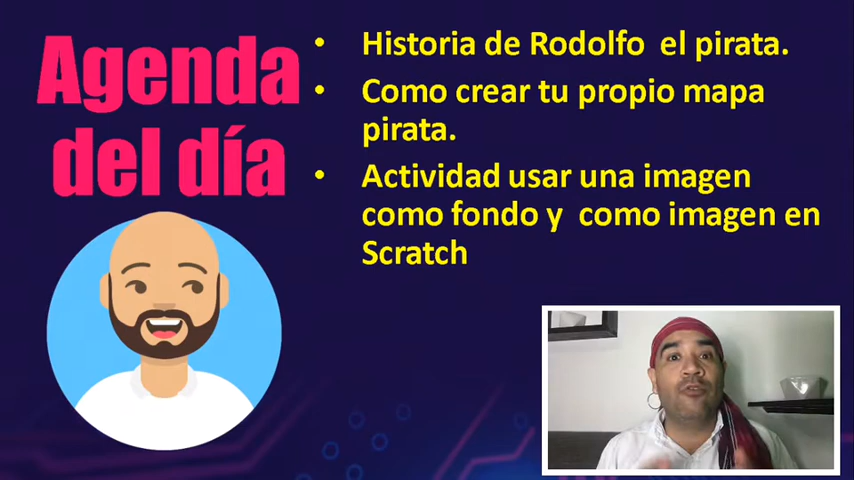 Agenda
del día
Historia de Rodolfo el pirata.
Como crear tu propio mapa
pirata.
Actividad usar una imagen
como fondo y como imagen en
Scratch